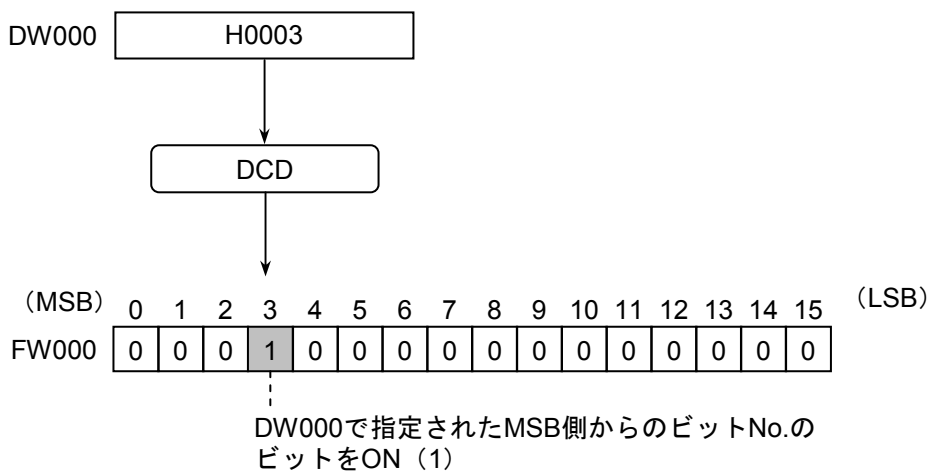 DW000 H0003
DCD
（MSB） 0 1 2 3 4 5 6 7 8 9 10 11 12 13 14 15 （LSB）
FW000 0 0 0 1 0 0 0 0 0 0 0 0 0 0 0 0
DW000で指定されたMSB側からのビットNo.の
ビットをON（1）